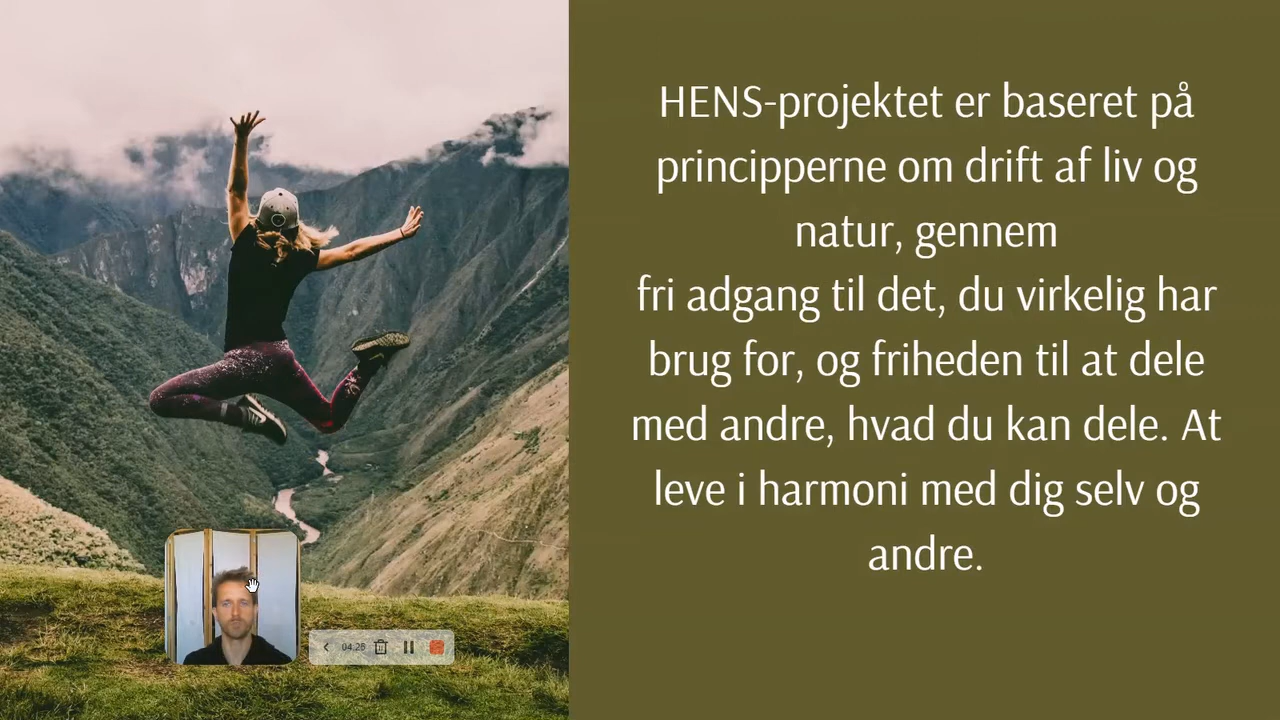 HENS-projektet er baseret på
principperne om drift af liv og
natur, gennem
fri adgang til det, du virkelig har
brug for, og friheden til at dele
med andre, hvad du kan dele. At
leve i harmoni med dig selv og
andre.
04:26